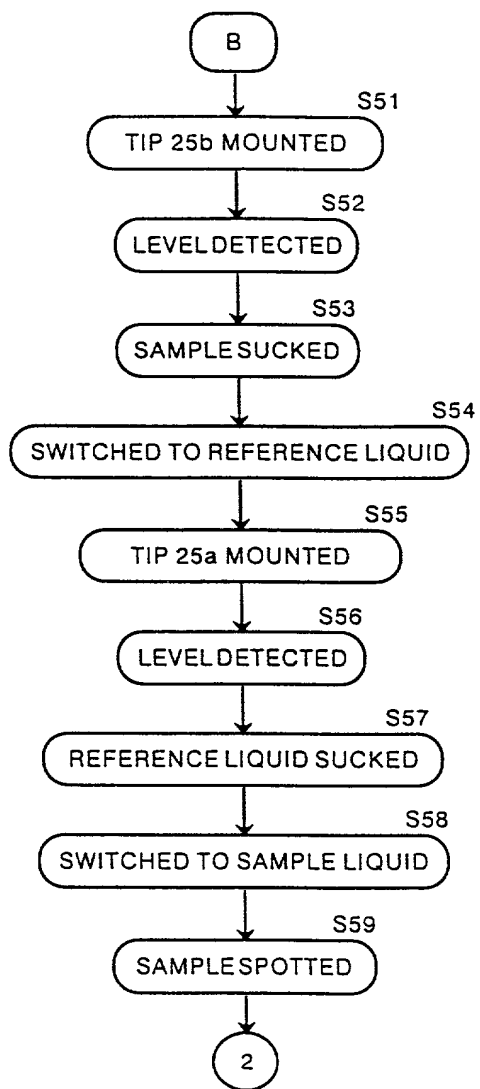 B
S51
TIP 25b MOUNTED
S52
LEVEL DETECTED
S53
SAMPLE SUCKED
S54
SWITCHED TO REFERENCE LIQUID
S55
TIP 25a MOUNTED
S56
LEVEL DETECTED
S57
REFERENCE LIQUID SUCKED
S58
SWITCHED TO SAMPLE LIQUID
S59
SAMPLE SPOTTED
2